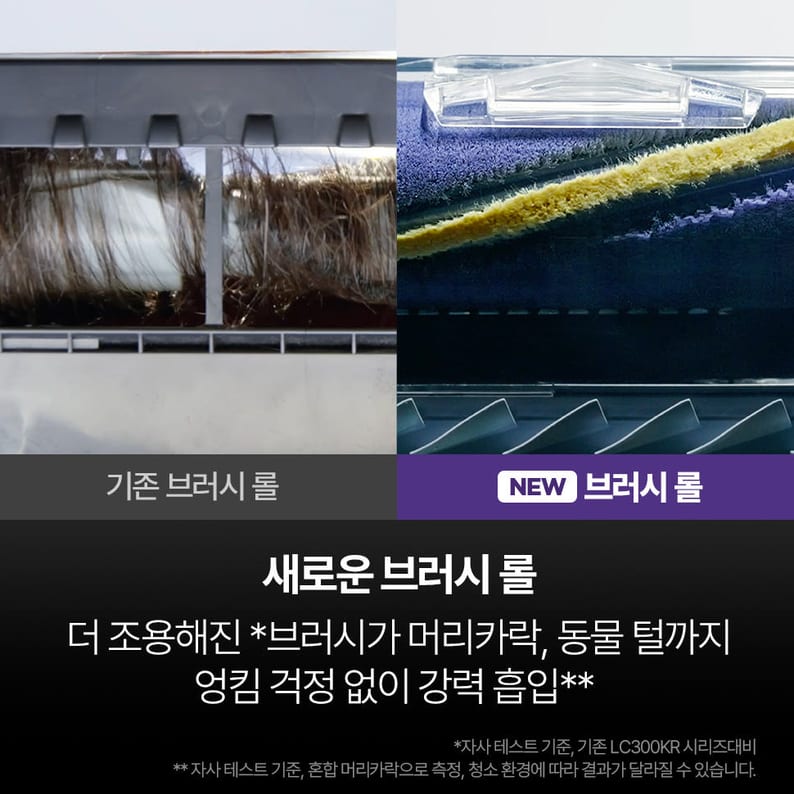 기존 브러시 롤
NEW 브러시 롤
새로운 브러시 롤
더 조용해진 *브러시가 머리카락, 동물 털까지
엉킴 걱정 없이 강력 흡입**
*자사 테스트 기준, 기존 LC300KR 시리즈대비
** 자사 테스트 기준, 혼합 머리카락으로 측정, 청소 환경에 따라 결과가 달라질 수 있습니다.